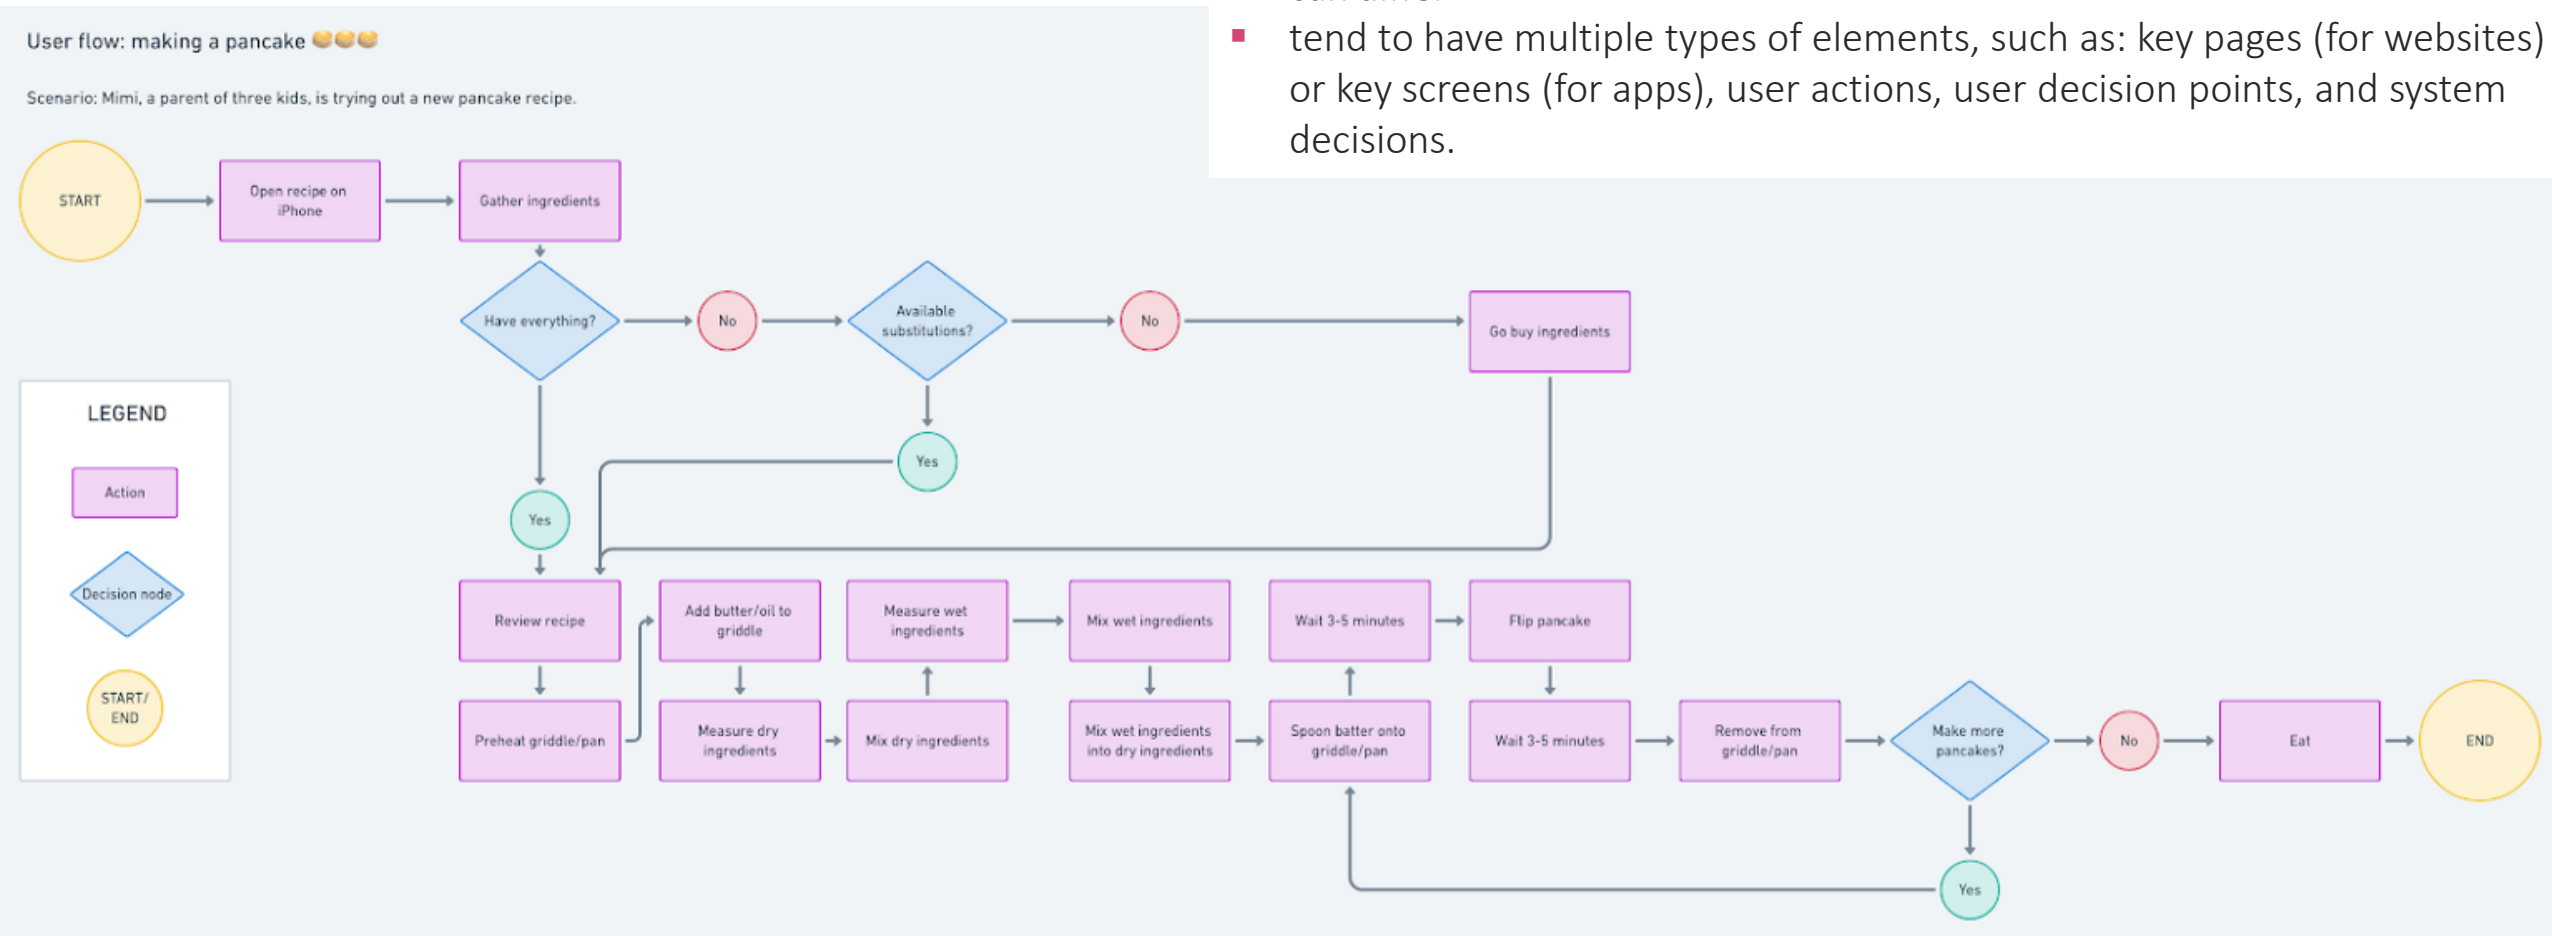 User flow: making a pancake
Scenario: Mimi, a parent of three kids, is trying out a new pancake recipe.
▪ tend to have multiple types of elements, such as: key pages (for websites)
or key screens (for apps), user actions, user decision points, and system
decisions.
START
Open recipe on
iPhone
Gather ingredients
Have everything?
No
Available
substitutions?
No
Go buy ingredients
Yes
Yes
LEGEND
Action
Decision node
START/
END
Review recipe
Preheat griddle/pan
Add butter/oil to
griddle
Measure dry
ingredients
Mix dry ingredients
Measure wet
ingredients
Mix wet ingredients
Mix wet ingredients
into dry ingredients
Spoon batter onto
griddle/pan
Wait 3-5 minutes
Flip pancake
Wait 3-5 minutes
Remove from
griddle/pan
Make more
pancakes?
No
Eat
END
Yes